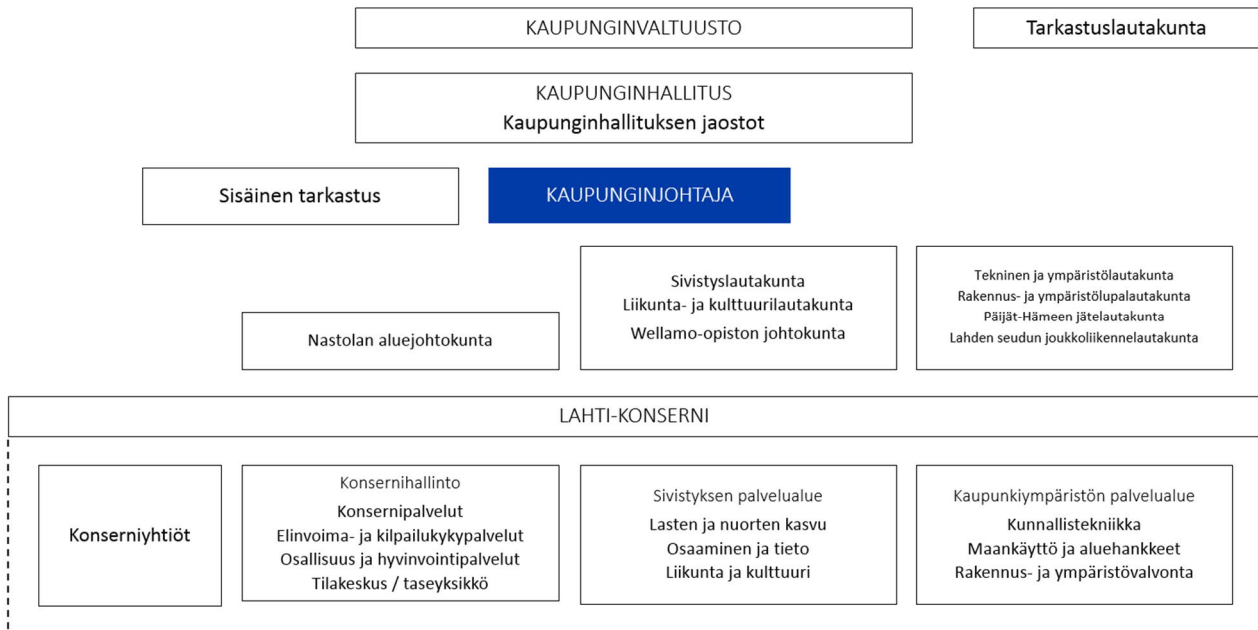 KAUPUNGINVALTUUSTO
Tarkastuslautakunta
KAUPUNGINHALLITUS
Kaupunginhallituksen jaostot
Sisäinen tarkastus
KAUPUNGINJOHTAJA
Nastolan aluejohtokunta
Sivistyslautakunta
Liikunta- ja kulttuurilautakunta
Wellamo-opiston johtokunta
Tekninen ja ympäristölautakunta
Rakennus- ja ympäristölupalautakunta
Päijät-Hämeen jätelautakunta
Lahden seudun joukkoliikennelautakunta
LAHTI-KONSERNI
Konserniyhtiöt
Konsernihallinto
Konsernipalvelut
Elinvoima- ja kilpailukykypalvelut
Osallisuus ja hyvinvointipalvelut
Tilakeskus / taseyksikkö
Sivistyksen palvelualue
Lasten ja nuorten kasvu
Osaaminen ja tieto
Liikunta ja kulttuuri
Kaupunkiympäristön palvelualue
Kunnallistekniikka
Maankäyttö ja aluehankkeet
Rakennus- ja ympäristövalvonta